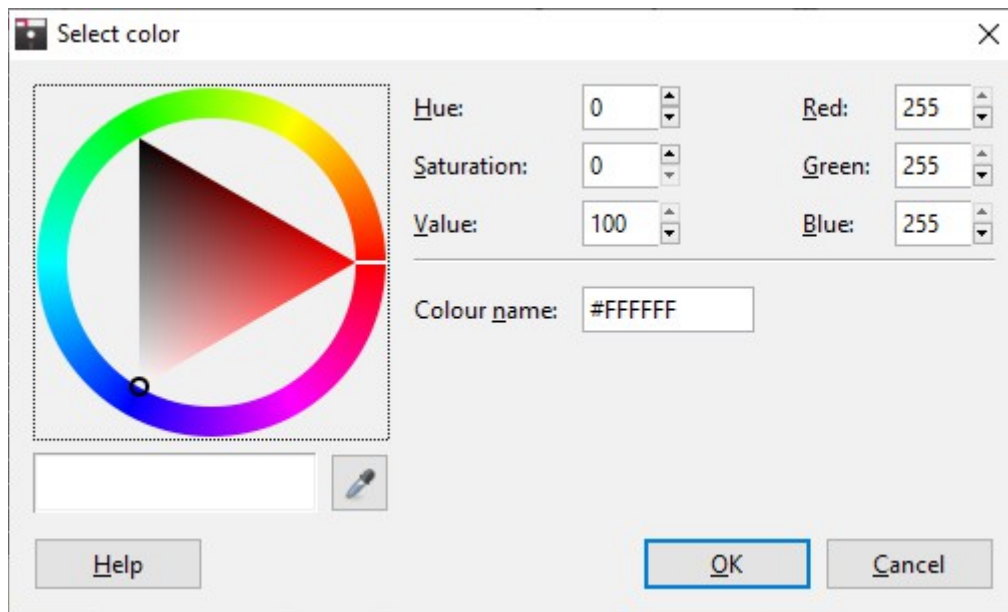 Select color
Hue: 0 Red: 255
Saturation: 0 Green: 255
Value: 100 Blue: 255
Colour name: #FFFFFF
Help OK Cancel